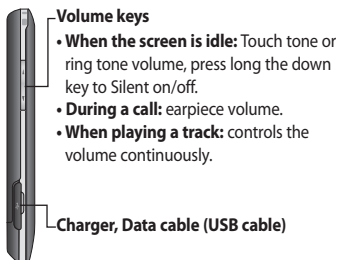 Volume keys
• When the screen is idle: Touch tone or
ring tone volume, press long the down
key to Silent on/off.
• During a call: earpiece volume.
• When playing a track: controls the
volume continuously.
Charger, Data cable (USB cable)